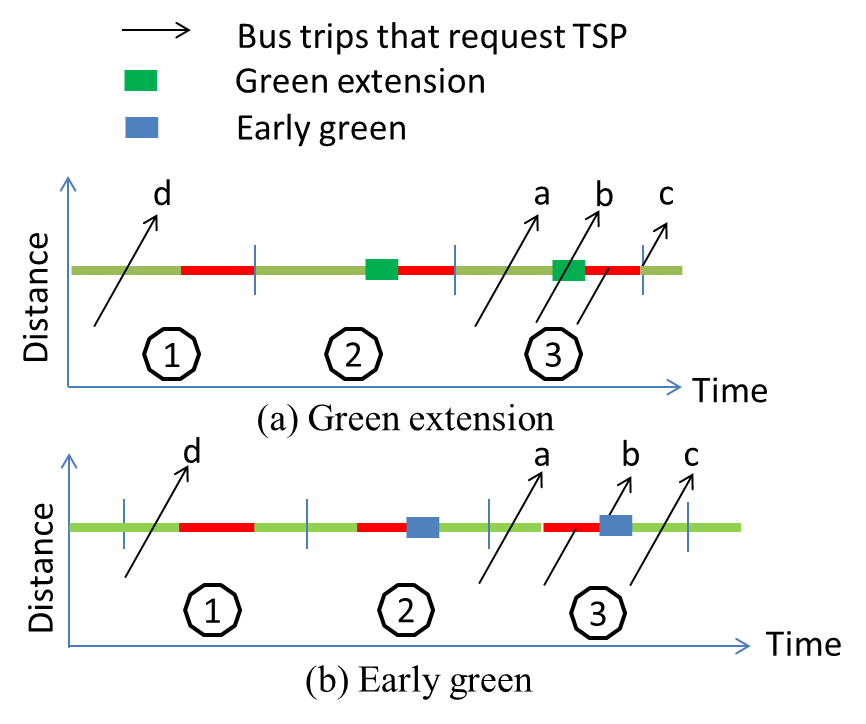 Bus trips that request TSP
Green extension
Early green
d
a
b
c
Distance
1
2
3
Time
(a) Green extension
d
a
b
c
Distance
1
2
3
Time
(b) Early green